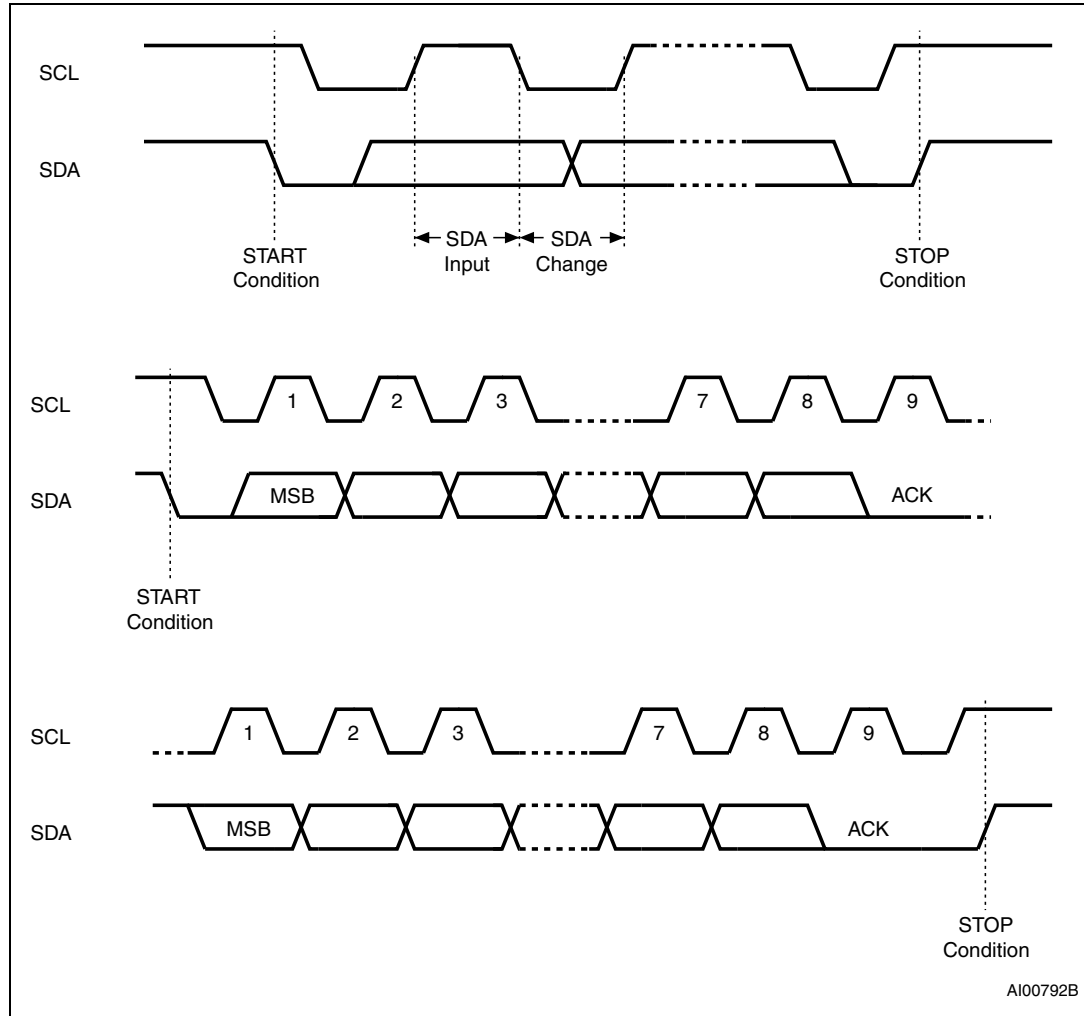 SCL
SDA
START
Condition
SDA
Input
SDA
Change
STOP
Condition
SCL
1 2 3 7 8 9
SDA
MSB ACK
START
Condition
SCL
1 2 3 7 8 9
SDA
MSB ACK
STOP
Condition
AI00792B